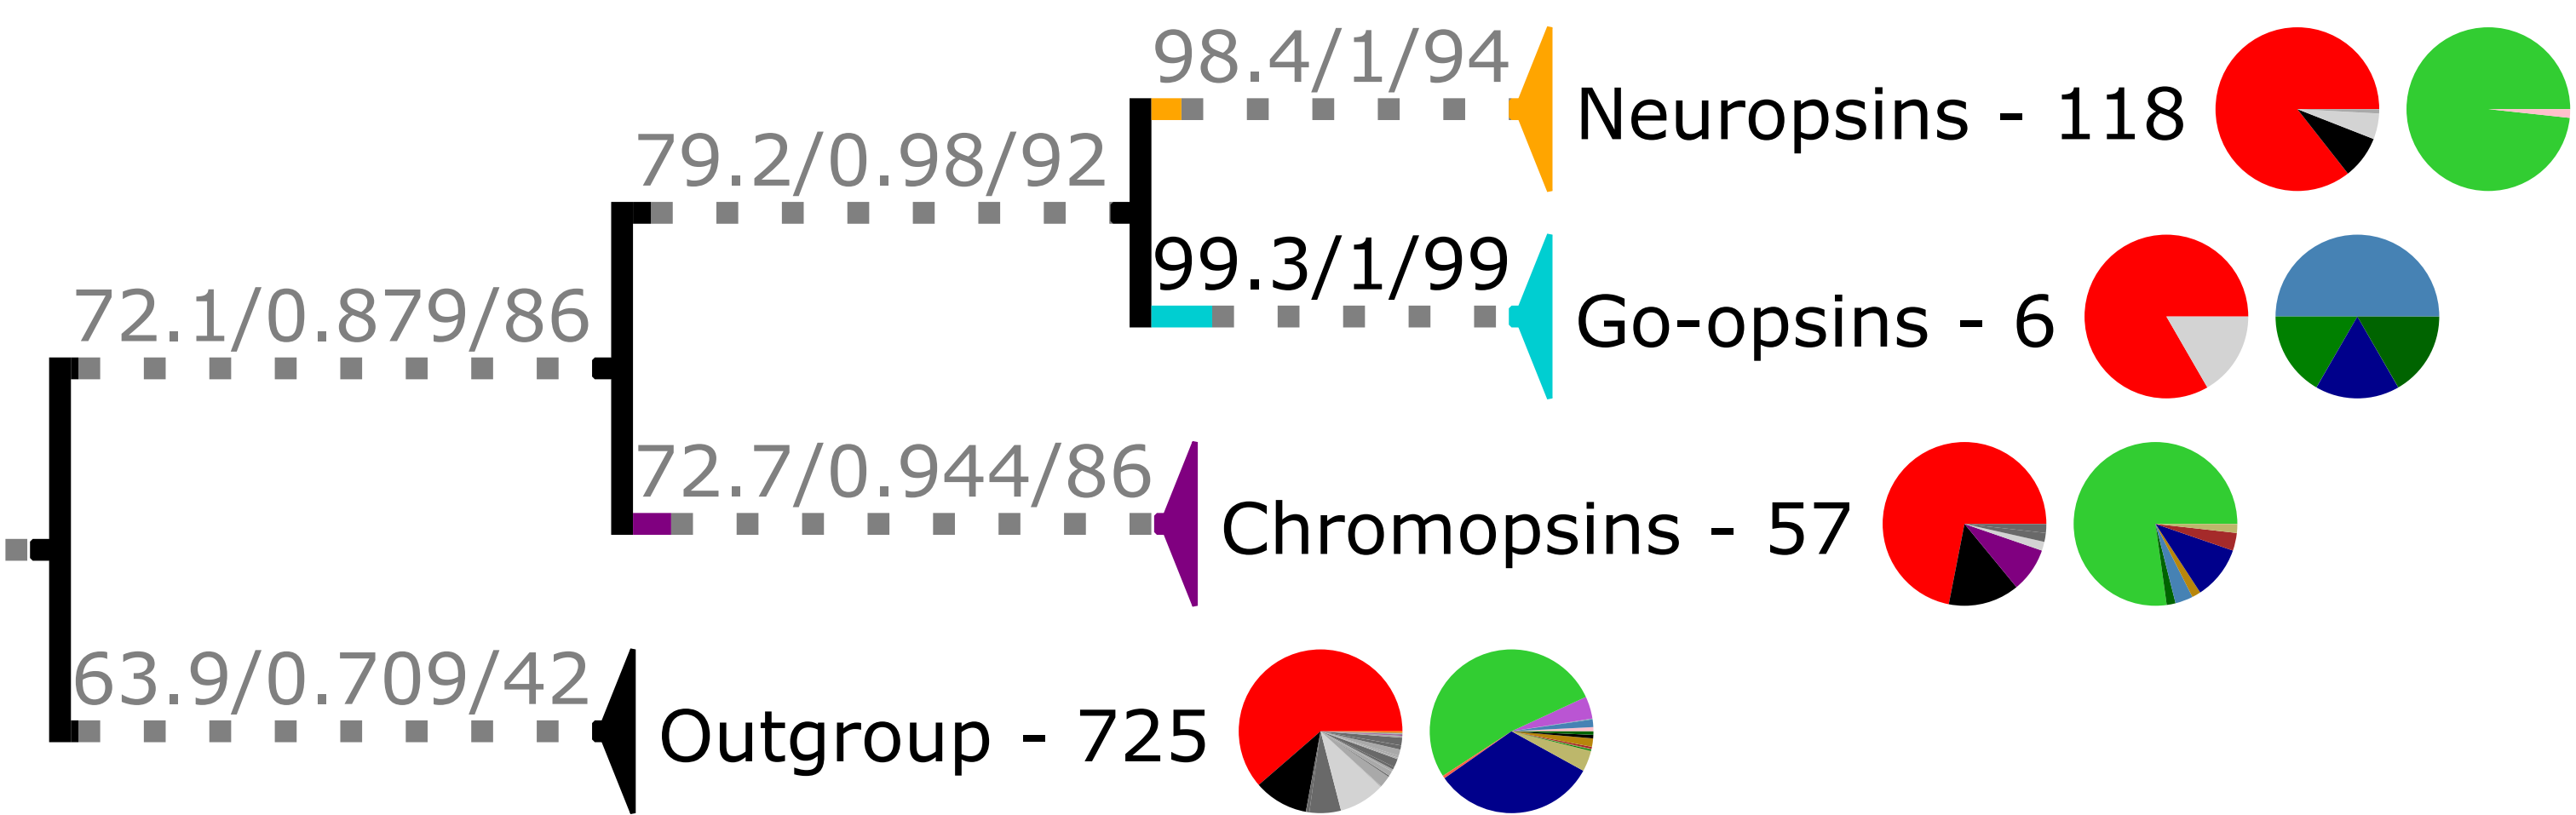 98.4/1/94
Neuropsins - 118
79.2/0.98/92
99.3/1/99
Go-opsins - 6
72.1/0.879/86
72.7/0.944/86
Chromopsins - 57
63.9/0.709/42
Outgroup - 725